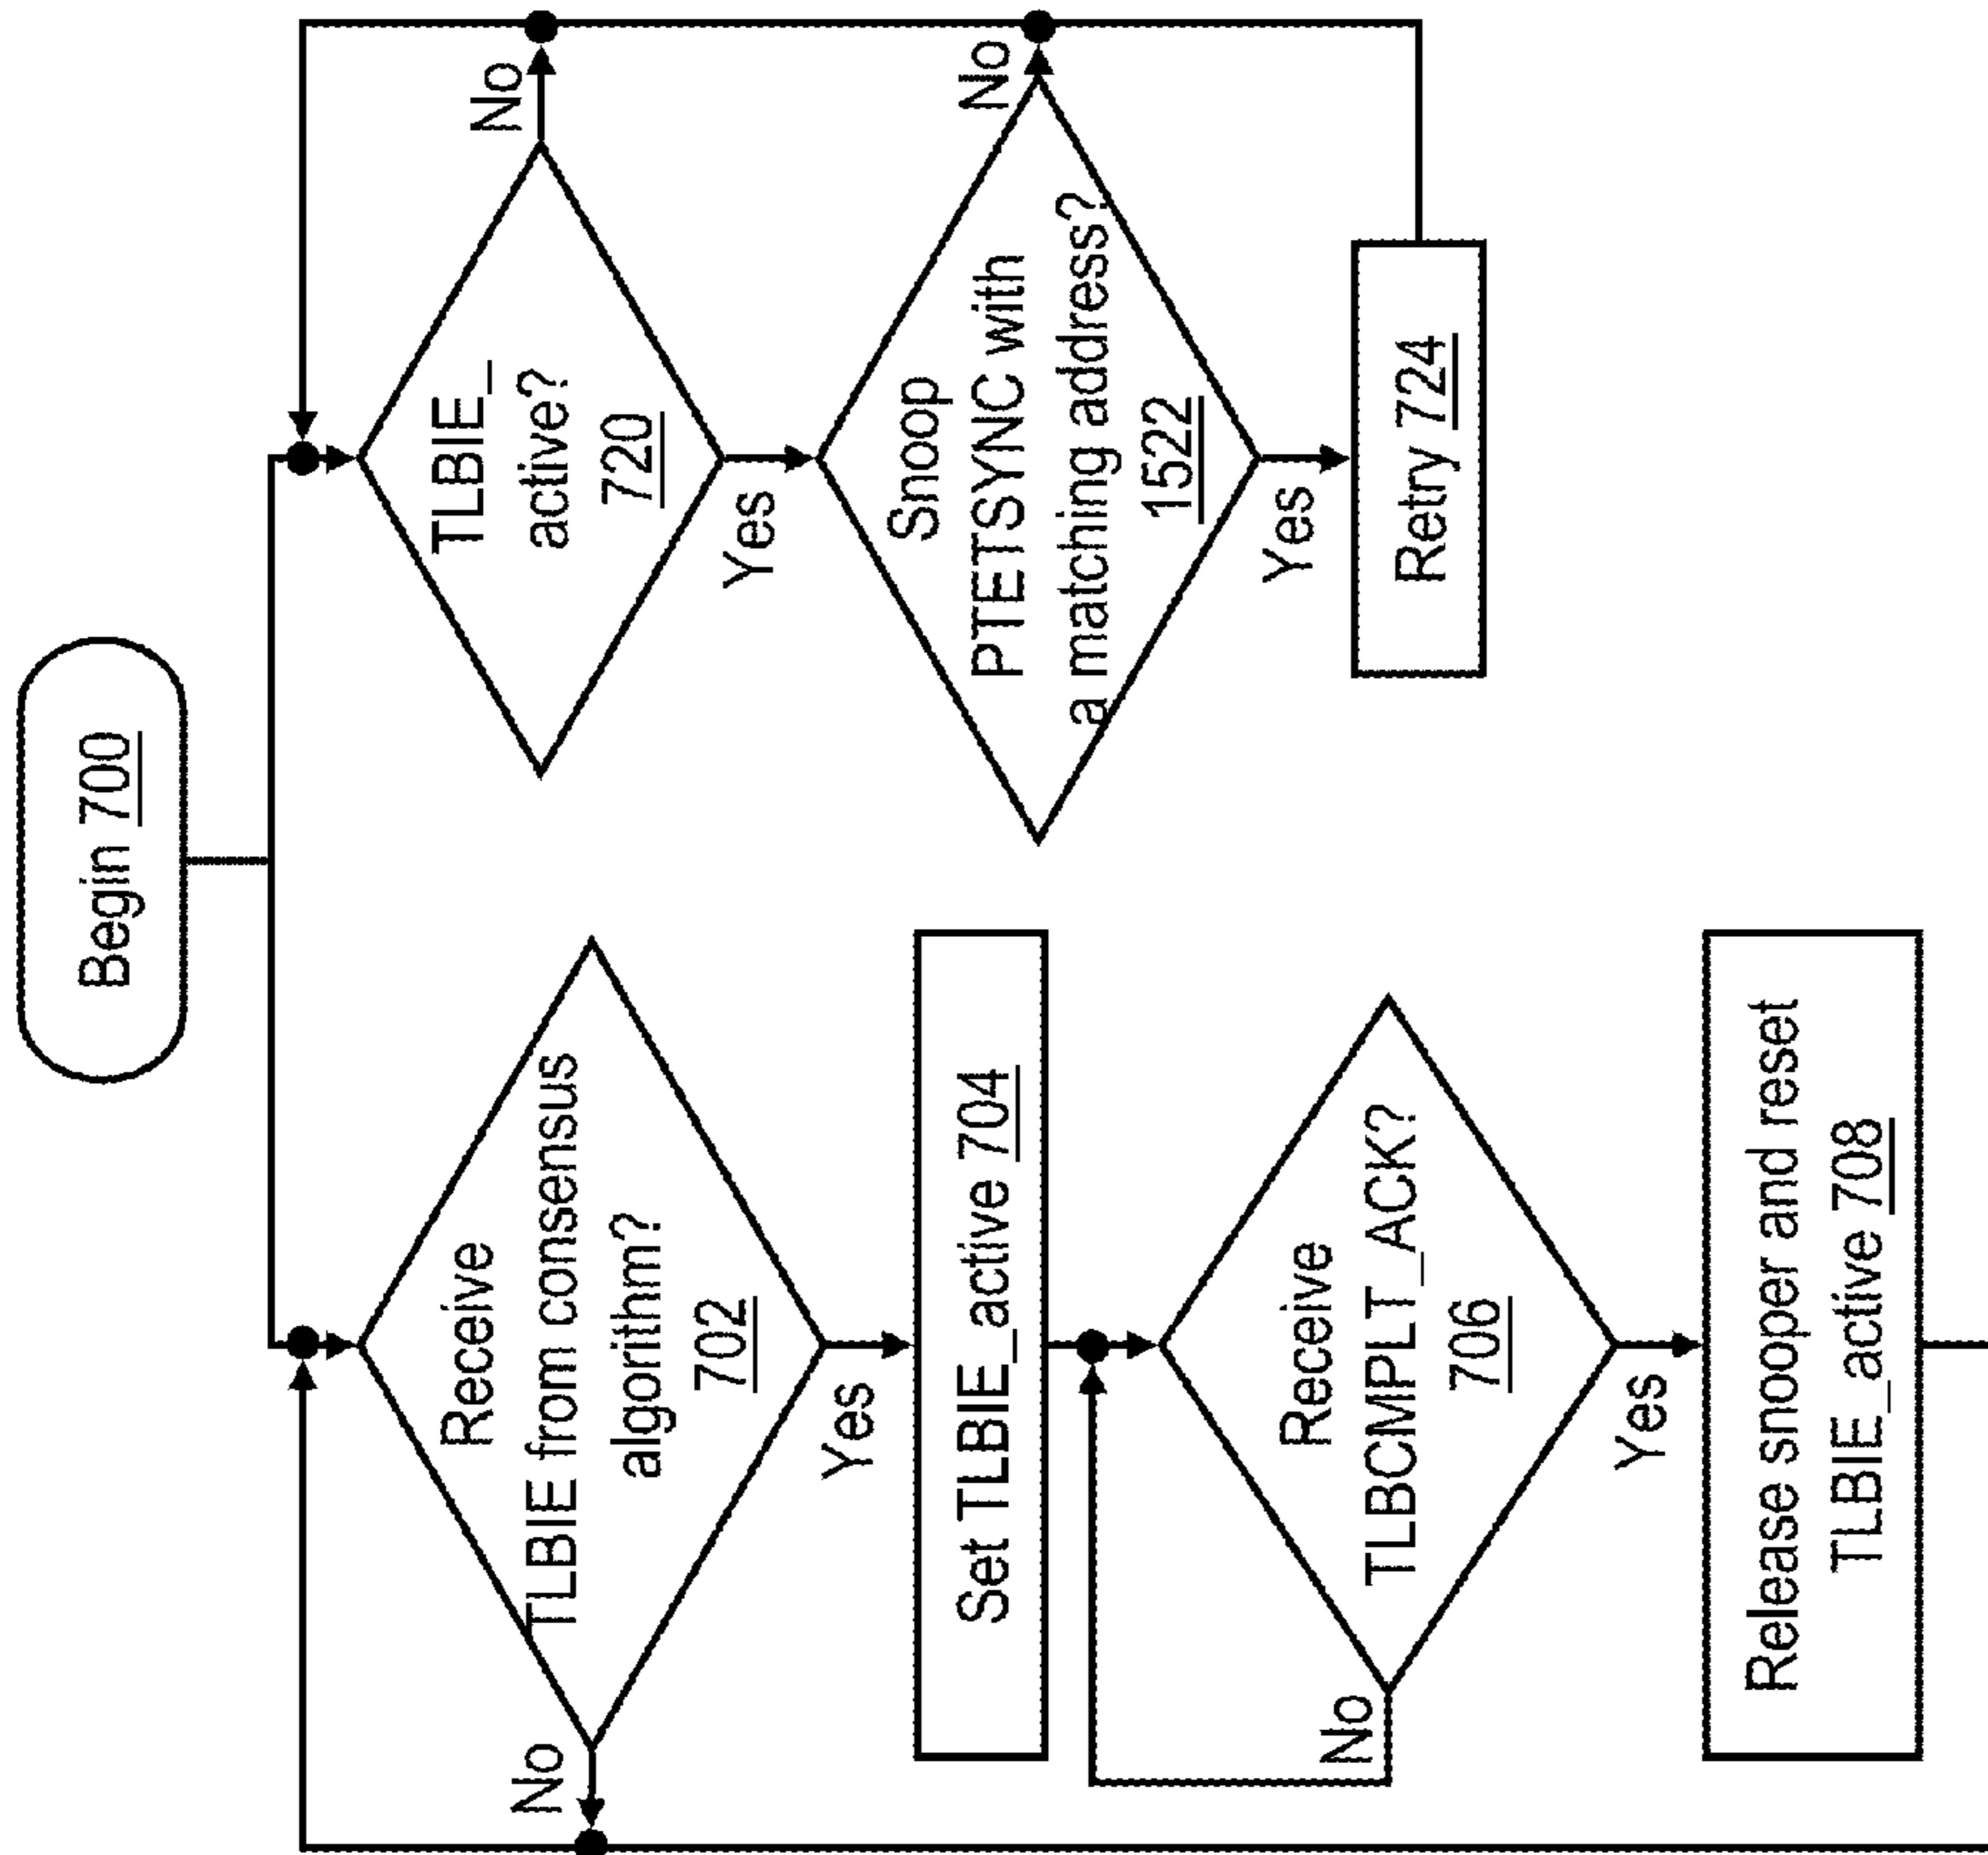 Begin 700
Receive
TLBIE from consensus
algorithm?
702
No
Yes
Set TLBIE_active 704
Receive
TLBCMPLT_ACK?
706
No
Yes
Release snooper and reset
TLBIE_active 708
TLBIE_
active?
720
No
Yes
Snoop
PTETSYNC with
a matching address?
1522
No
Yes
Retry 724